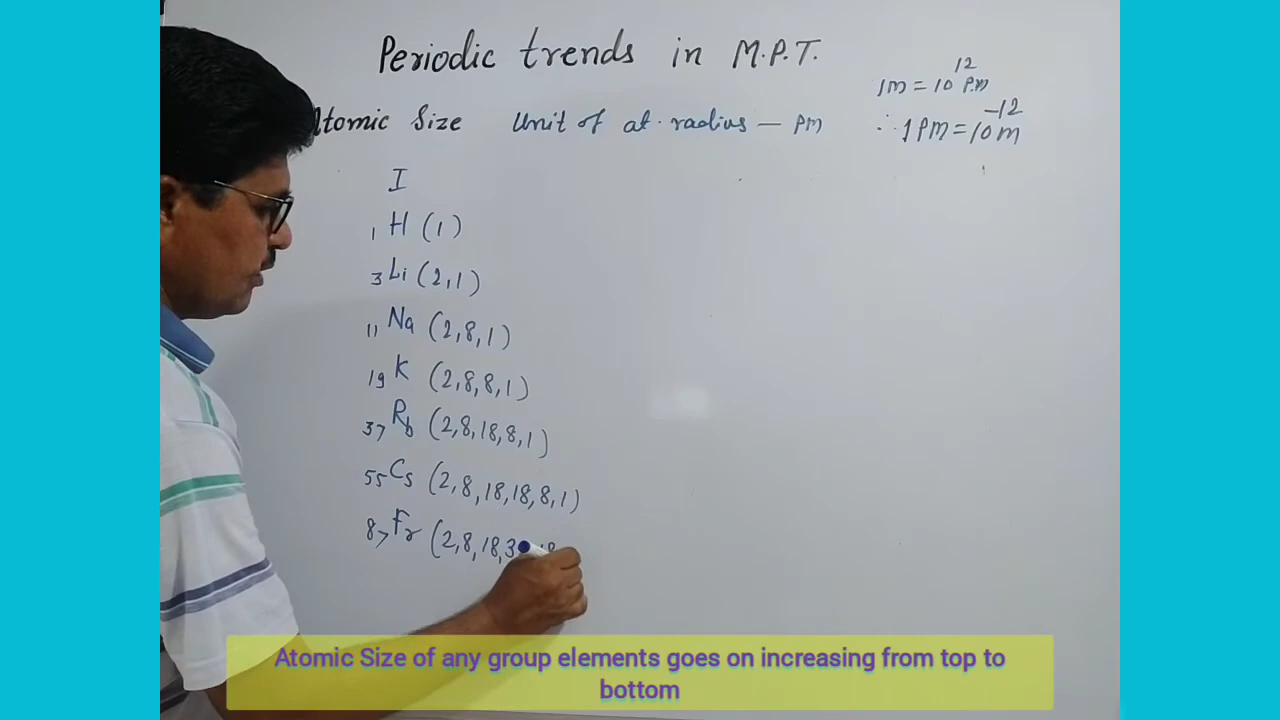 Periodic trends in M.P.T.
1m = 10¹² Pm
Atomic Size Unit of at. radius — PM
∴ 1PM = 10⁻¹² m
I
₁H (1)
₃Li (2,1)
₁₁Na (2,8,1)
₁₉K (2,8,8,1)
₃₇Rb (2,8,18,8,1)
₅₅Cs (2,8,18,18,8,1)
₈₇Fr (2,8,18,3 18
Atomic Size of any group elements goes on increasing from top to
bottom